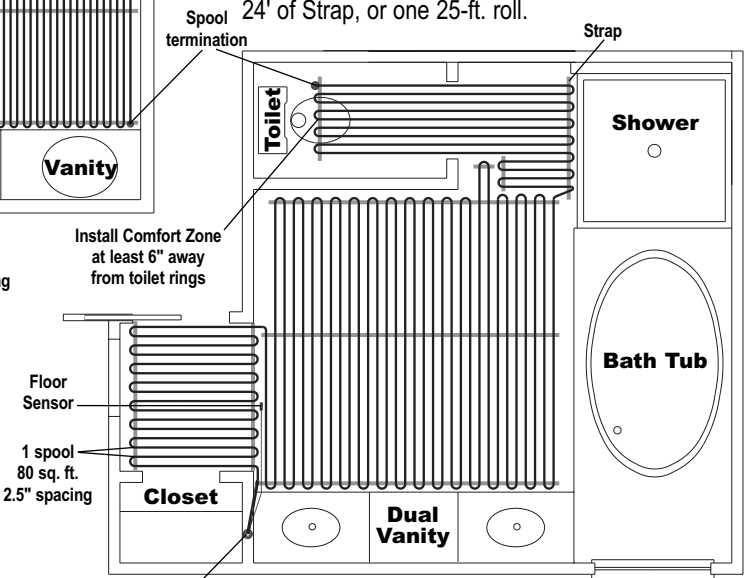 24' of Strap, or one 25-ft. roll.
Spool
termination
Strap
Toilet
Shower
Vanity
Install Comfort Zone
at least 6" away
from toilet rings
Floor
Sensor
Bath Tub
1 spool
80 sq. ft.
2.5" spacing
Closet
Dual
Vanity